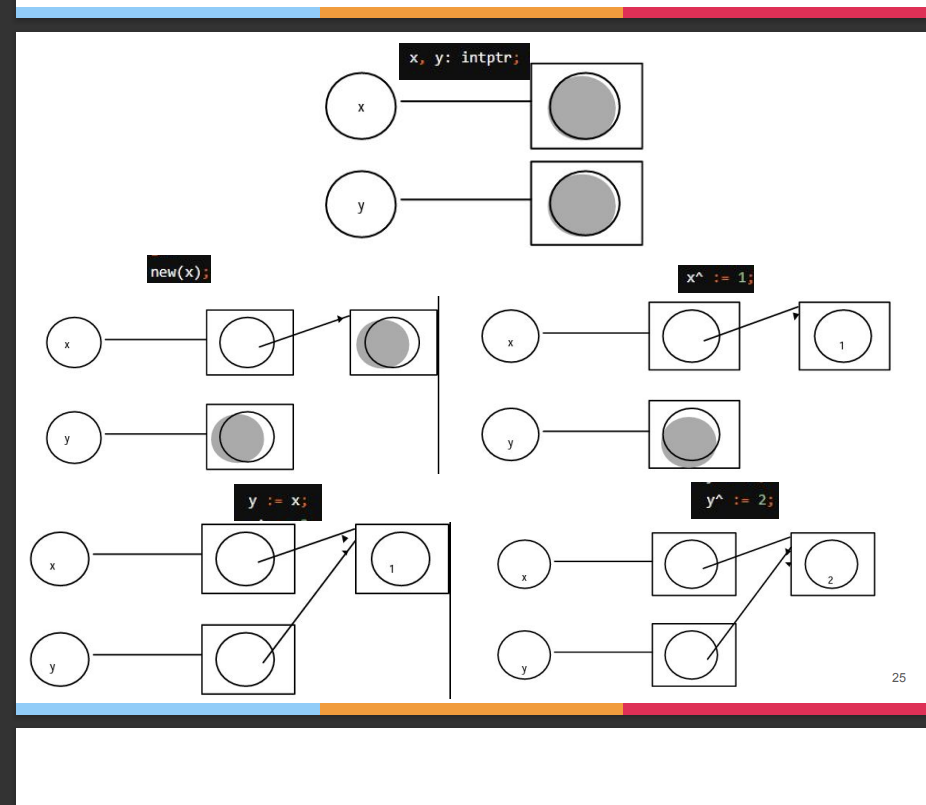 x, y: intptr;
x
y
new(x);
x
y
x^ := 1;
x
1
y
y := x;
x
1
y
y^ := 2;
x
2
y
25